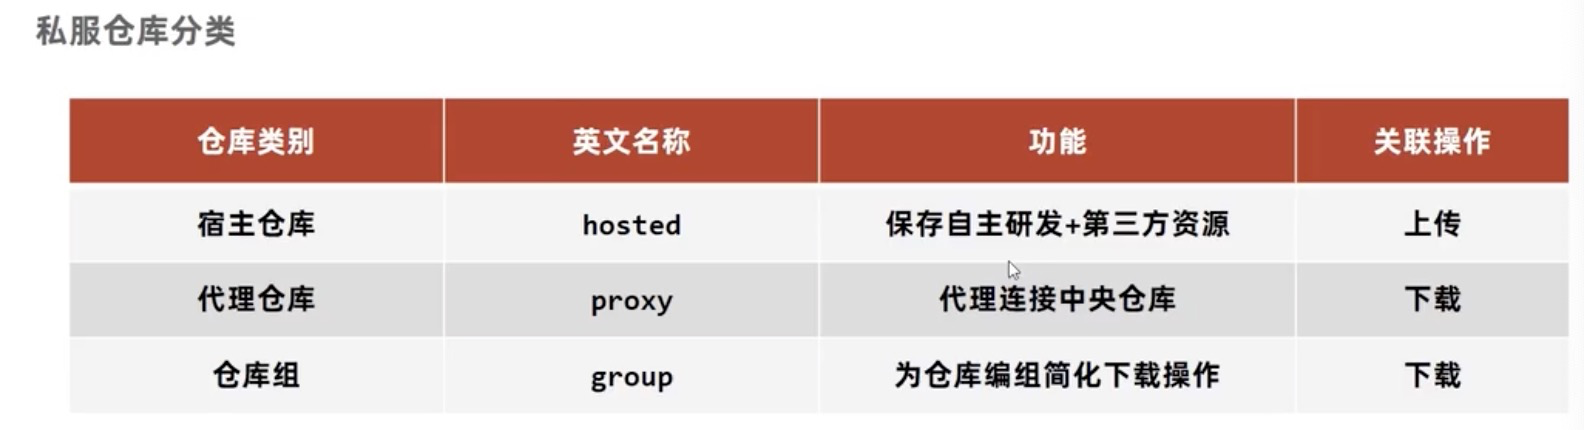 私服仓库分类
仓库类别 英文名称 功能 关联操作
宿主仓库 hosted 保存自主研发+第三方资源 上传
代理仓库 proxy 代理连接中央仓库 下载
仓库组 group 为仓库编组简化下载操作 下载